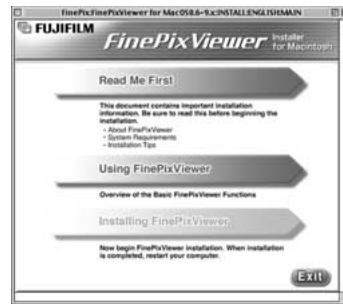 FinePix:FinePixViewer for MacOS8.6-9.x:INSTALL:ENGLISH:MAIN
FUJIFILM
FinePixViewer Installer for Macintosh
Read Me First
This document contains important installation
information. Be sure to read this before beginning the
installation.
- About FinePixViewer
- System Requirements
- Installation Tips
Using FinePixViewer
Overview of the Basic FinePixViewer Functions
Installing FinePixViewer
Now begin FinePixViewer installation. When installation
is completed, restart your computer.
Exit